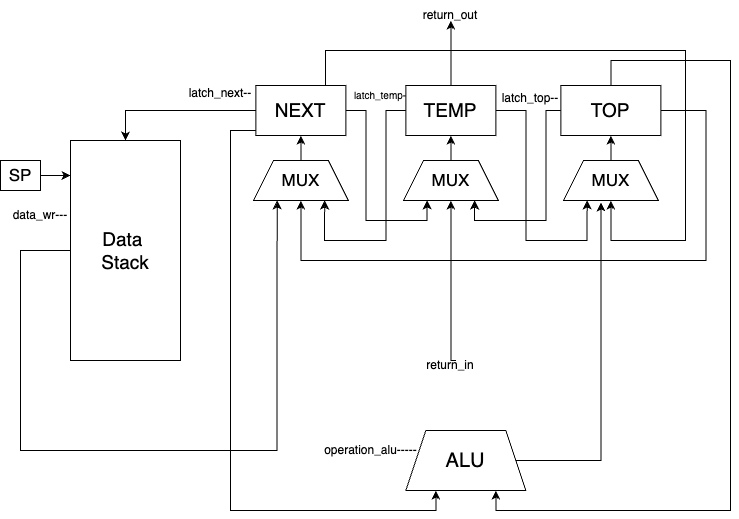 return_out
latch_next--
latch_temp-
latch_top--
NEXT
TEMP
TOP
SP
MUX
MUX
MUX
data_wr---
Data
Stack
return_in
operation_alu-----
ALU